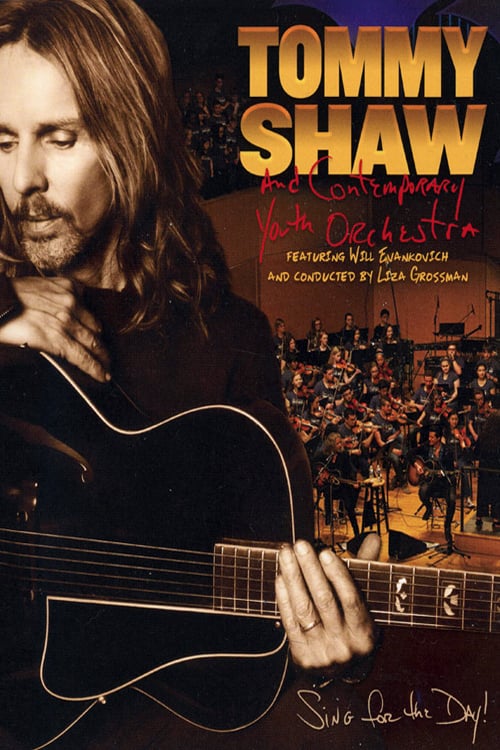 TOMMY
SHAW
And Contemporary
Youth Orchestra
FEATURING WILL EVANKOVICH
AND CONDUCTED BY LIZA GROSSMAN
Sing for the Day!